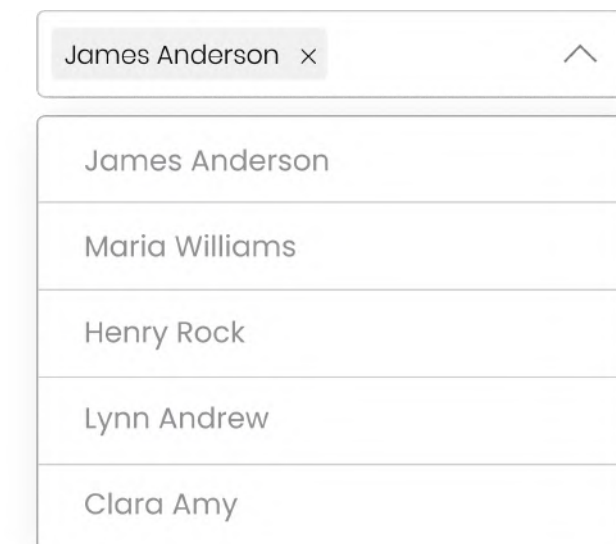 James Anderson ×
James Anderson
Maria Williams
Henry Rock
Lynn Andrew
Clara Amy